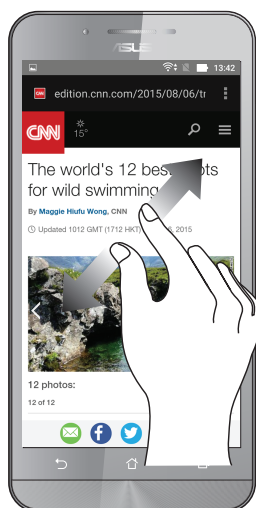 ASUS
13:42
edition.cnn.com/2015/08/06/tr
CNN
15°
The world's 12 best
for wild swimming
By Maggie Hiufu Wong, CNN
Updated 1012 GMT (1712 HKT) 6, 2015
12 photos:
12 of 12